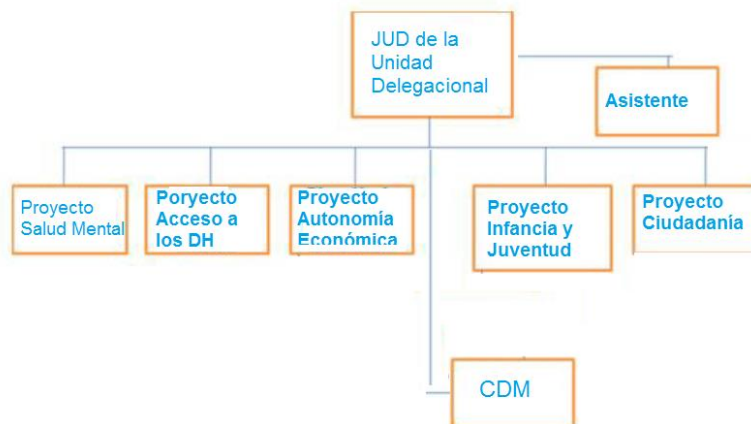 JUD de la
Unidad
Delegacional
Asistente
Proyecto
Salud Mental
Poryecto
Acceso a
los DH
Proyecto
Autonomía
Económica
Proyecto
Infancia y
Juventud
Proyecto
Ciudadanía
CDM